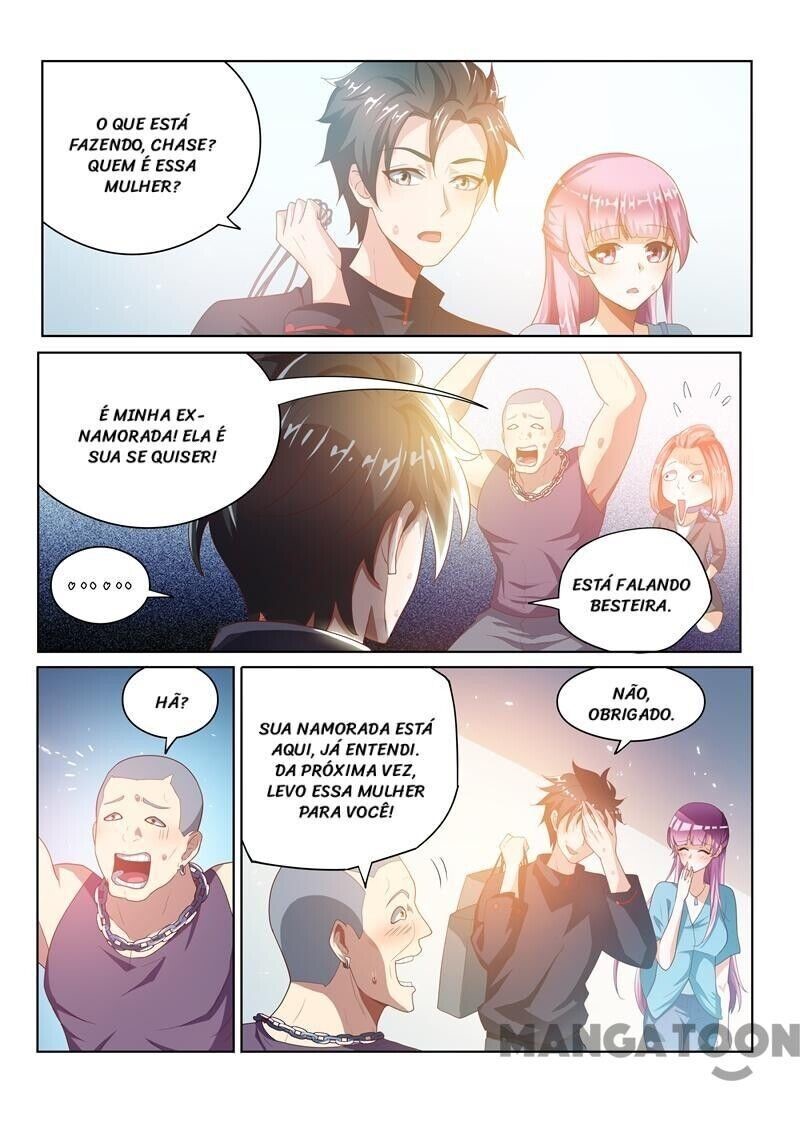 O QUE ESTÁ
FAZENDO, CHASE?
QUEM É ESSA
MULHER?
É MINHA EX-
NAMORADA! ELA É
SUA SE QUISER!
○○○ ○○○
ESTÁ FALANDO
BESTEIRA.
HÃ?
SUA NAMORADA ESTÁ
AQUI, JÁ ENTENDI.
DA PRÓXIMA VEZ,
LEVO ESSA MULHER
PARA VOCÊ!
NÃO,
OBRIGADO.
MANGATOON